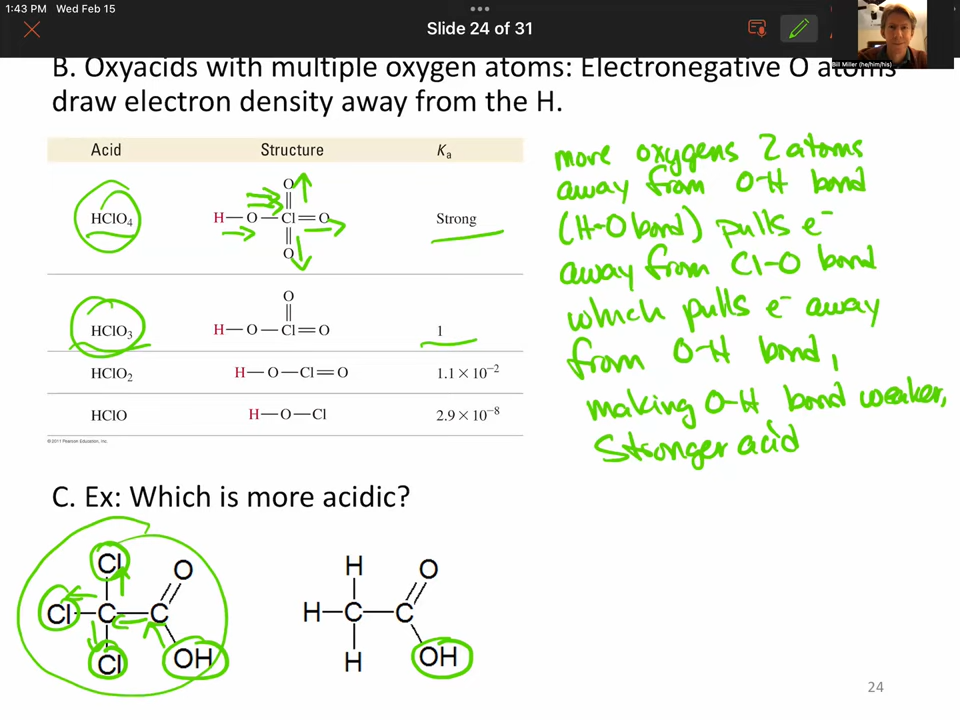 1:43 PM Wed Feb 15
Slide 24 of 31
Bill Miller (he/him/his)
B. Oxyacids with multiple oxygen atoms: Electronegative O atoms
draw electron density away from the H.
Acid Structure Ka
HClO4 H—O—Cl=O O O Strong
HClO3 H—O—Cl=O O 1
HClO2 H—O—Cl=O 1.1 × 10⁻²
HClO H—O—Cl 2.9 × 10⁻⁸
©2011 Pearson Education, Inc.
more oxygens 2 atoms
away from O-H bond
(H-O bond) pulls e⁻
away from Cl-O bond
which pulls e⁻ away
from O-H bond,
making O-H bond weaker,
Stronger acid
C. Ex: Which is more acidic?
Cl O
Cl—C—C
Cl OH
H O
H—C—C
H OH
24